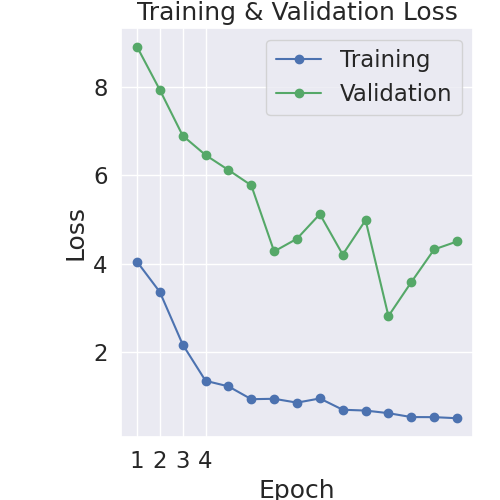 Training & Validation Loss
Training
Validation
Loss
8
6
4
2
1 2 3 4
Epoch